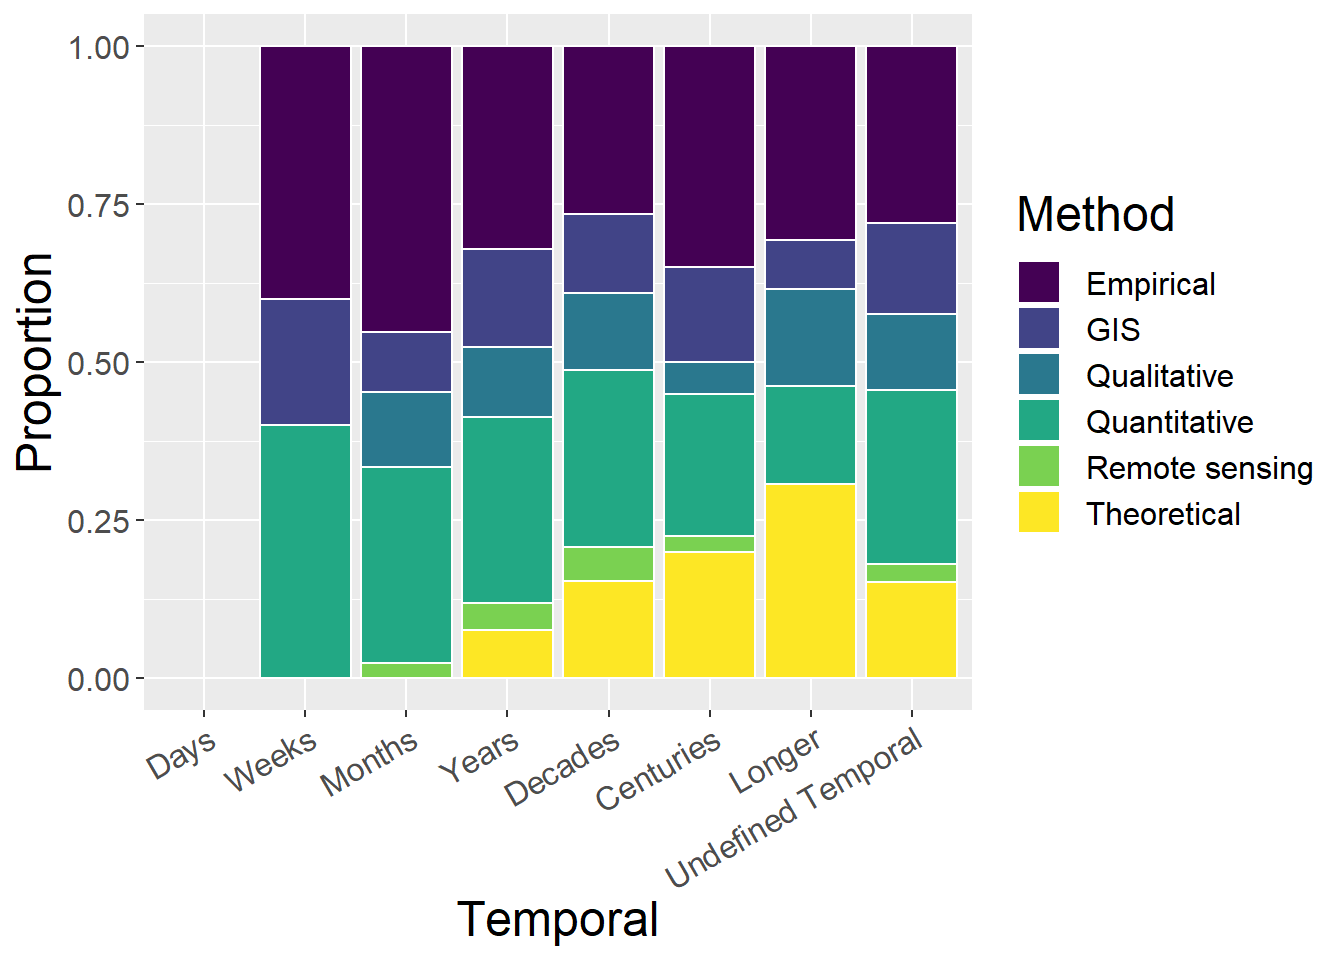 1.00
0.75
0.50
0.25
0.00
Proportion
Days
Weeks
Months
Years
Decades
Centuries
Longer
Undefined Temporal
Temporal
Method
Empirical
GIS
Qualitative
Quantitative
Remote sensing
Theoretical